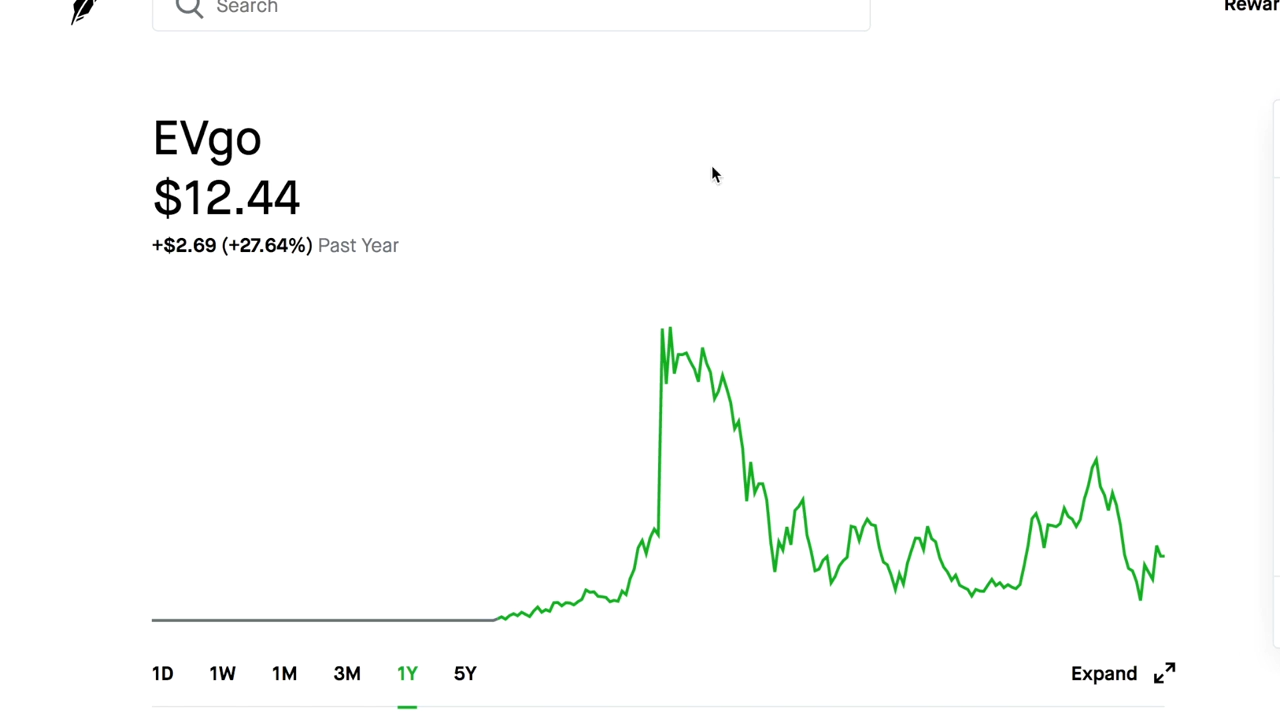 Search
Rewar
EVgo
$12.44
+$2.69 (+27.64%) Past Year
1D 1W 1M 3M 1Y 5Y Expand